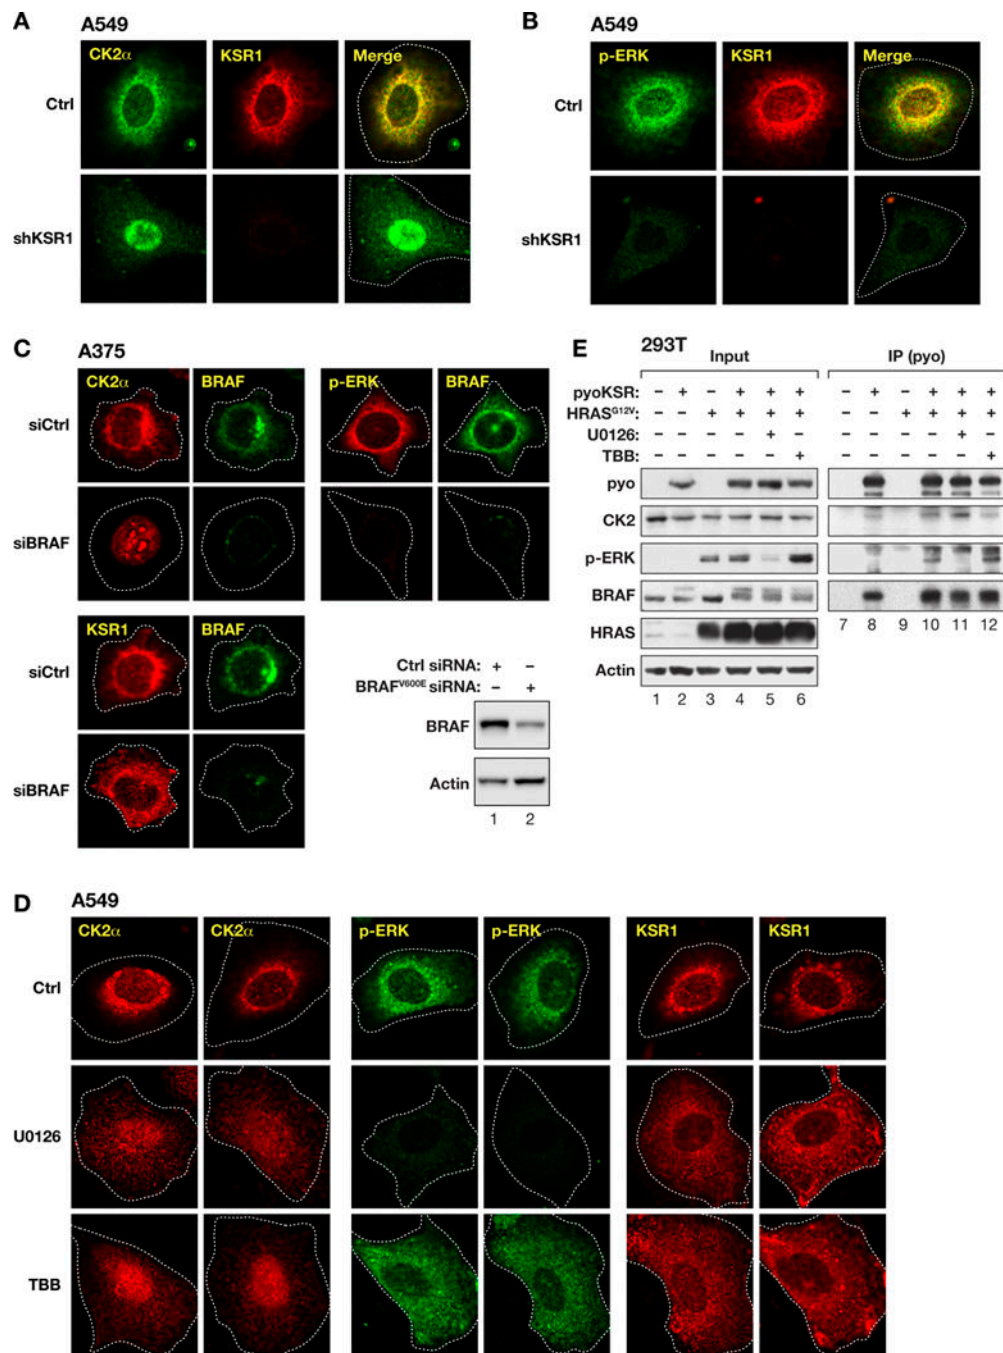 A
A549
CK2α KSR1 Merge
Ctrl
shKSR1
B
A549
p-ERK KSR1 Merge
Ctrl
shKSR1
C
A375
CK2α BRAF p-ERK BRAF
siCtrl
siBRAF
KSR1 BRAF
siCtrl
siBRAF
Ctrl siRNA: + –
BRAFV600E siRNA: – +
BRAF
Actin
1 2
E
293T
Input IP (pyo)
pyoKSR: – + – + + + – + – + + +
HRASG12V: – – + + + + – – + + + +
U0126: – – – – + – – – – – + –
TBB: – – – – – + – – – – – +
pyo
CK2
p-ERK
BRAF
HRAS
Actin
7 8 9 10 11 12
1 2 3 4 5 6
D
A549
CK2α CK2α p-ERK p-ERK KSR1 KSR1
Ctrl
U0126
TBB